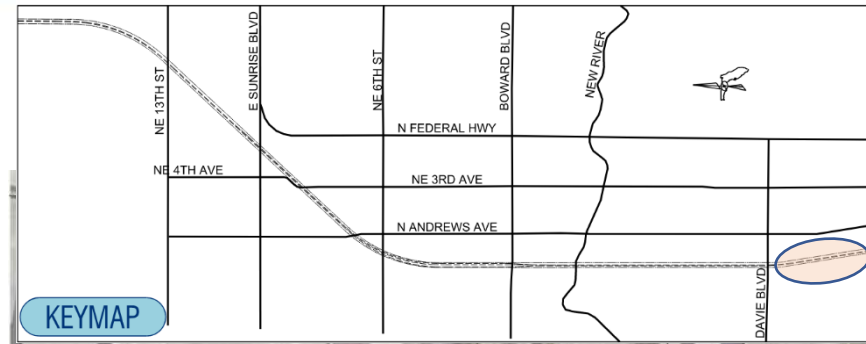 NE 13TH ST
E SUNRISE BLVD
NE 6TH ST
BOWARD BLVD
NEW RIVER
N FEDERAL HWY
NE 4TH AVE
NE 3RD AVE
N ANDREWS AVE
DAVIE BLVD
KEYMAP